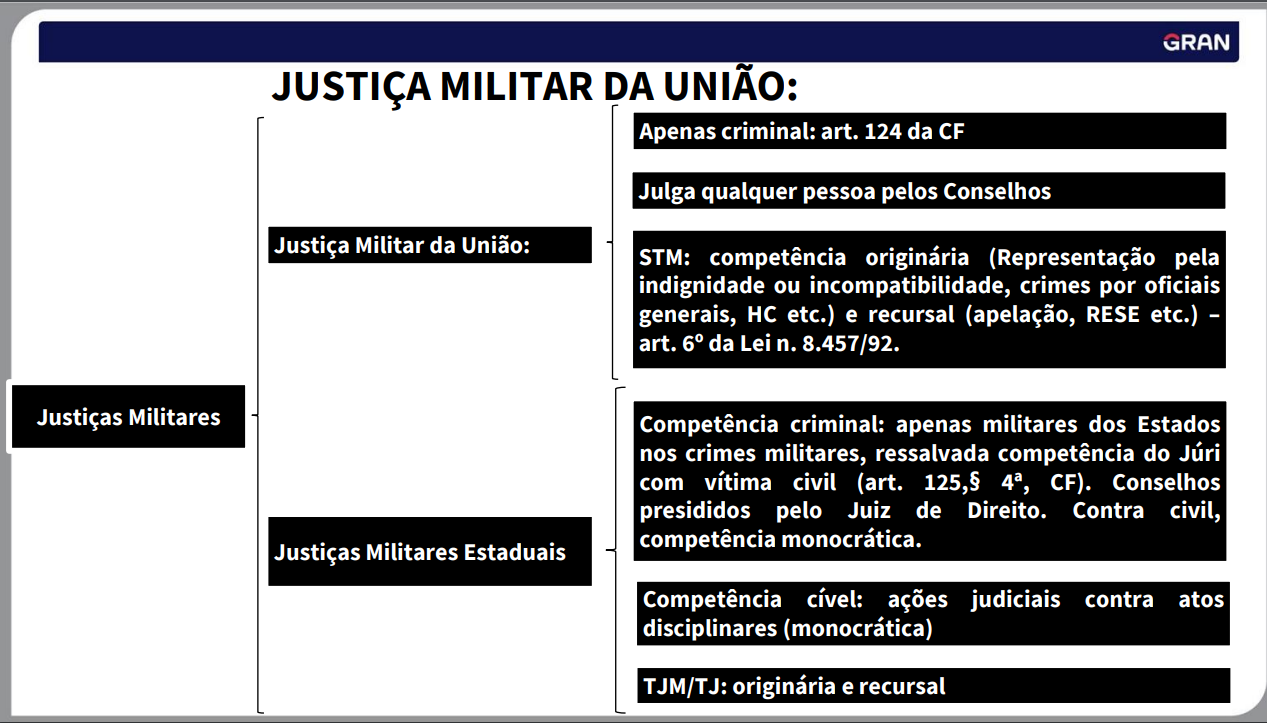 GRAN
JUSTIÇA MILITAR DA UNIÃO:
Apenas criminal: art. 124 da CF
Julga qualquer pessoa pelos Conselhos
Justiça Militar da União:
STM: competência originária (Representação pela
indignidade ou incompatibilidade, crimes por oficiais
generais, HC etc.) e recursal (apelação, RESE etc.) –
art. 6º da Lei n. 8.457/92.
Justiças Militares
Competência criminal: apenas militares dos Estados
nos crimes militares, ressalvada competência do Júri
com vítima civil (art. 125,§ 4ª, CF). Conselhos
presididos pelo Juiz de Direito. Contra civil,
competência monocrática.
Justiças Militares Estaduais
Competência cível: ações judiciais contra atos
disciplinares (monocrática)
TJM/TJ: originária e recursal